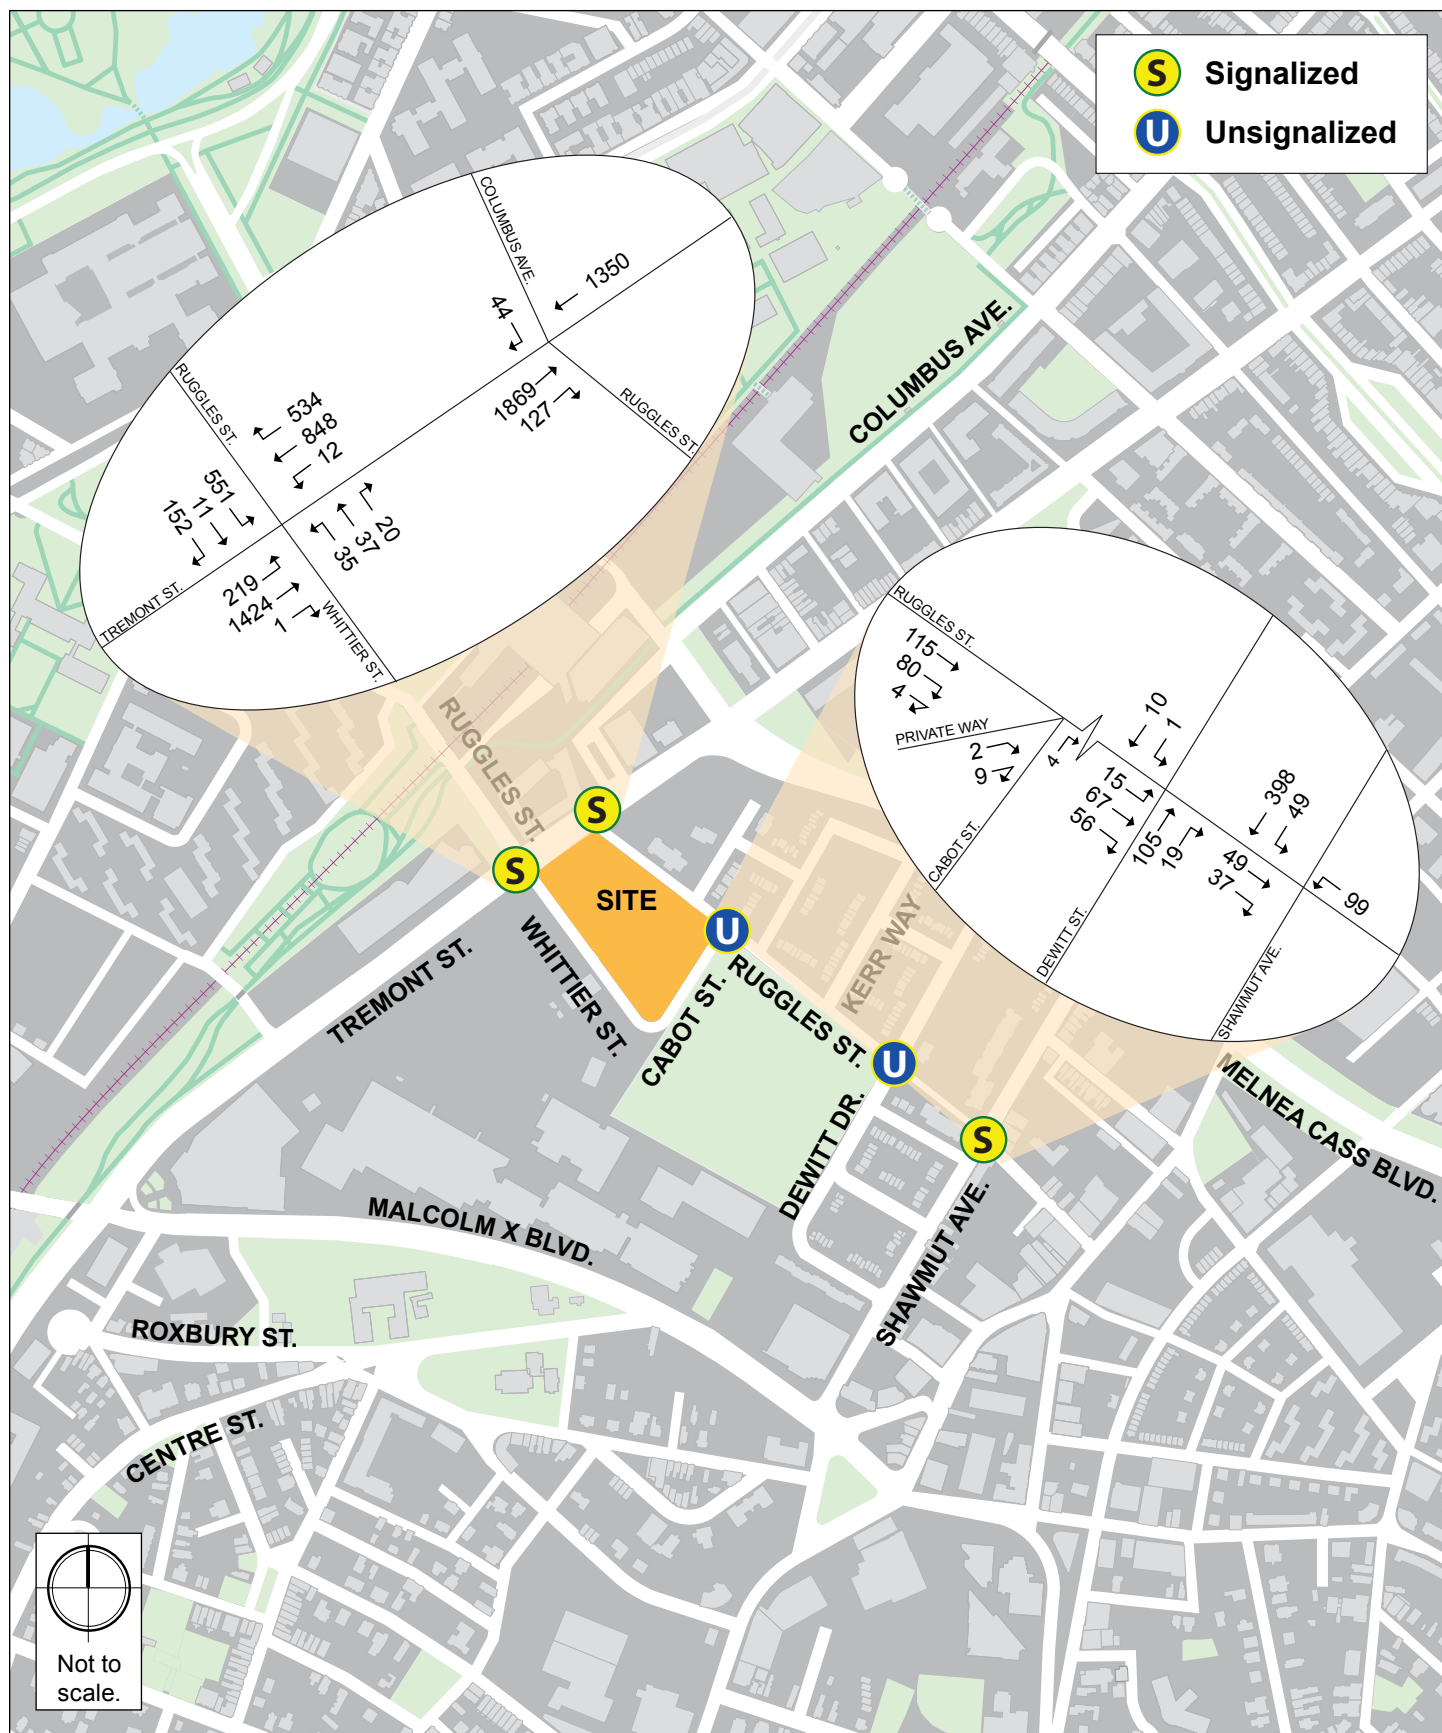 S Signalized
U Unsignalized
COLUMBUS AVE.
1350
44
RUGGLES ST.
1869
127
RUGGLES ST.
534
848
12
551
11
152
20
37
35
219
1424
1
TREMONT ST.
WHITTIER ST.
COLUMBUS AVE.
RUGGLES ST.
115
80
4
PRIVATE WAY
2
9
4
10
1
15
67
56
105
19
398
49
49
37
99
CABOT ST.
DEWITT ST.
SHAWMUT AVE.
RUGGLES ST.
S
S
SITE
U
WHITTIER ST.
TREMONT ST.
CABOT ST.
RUGGLES ST.
KERR WAY
U
DEWITT DR.
S
SHAWMUT AVE.
MELNEA CASS BLVD.
MALCOLM X BLVD.
ROXBURY ST.
CENTRE ST.
Not to
scale.